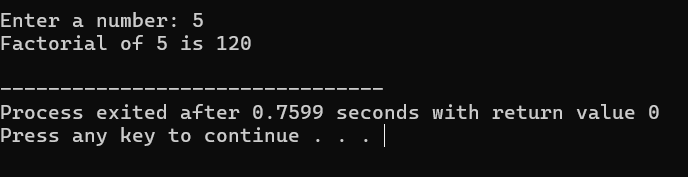 Enter a number: 5
Factorial of 5 is 120
--------------------------------
Process exited after 0.7599 seconds with return value 0
Press any key to continue . . .